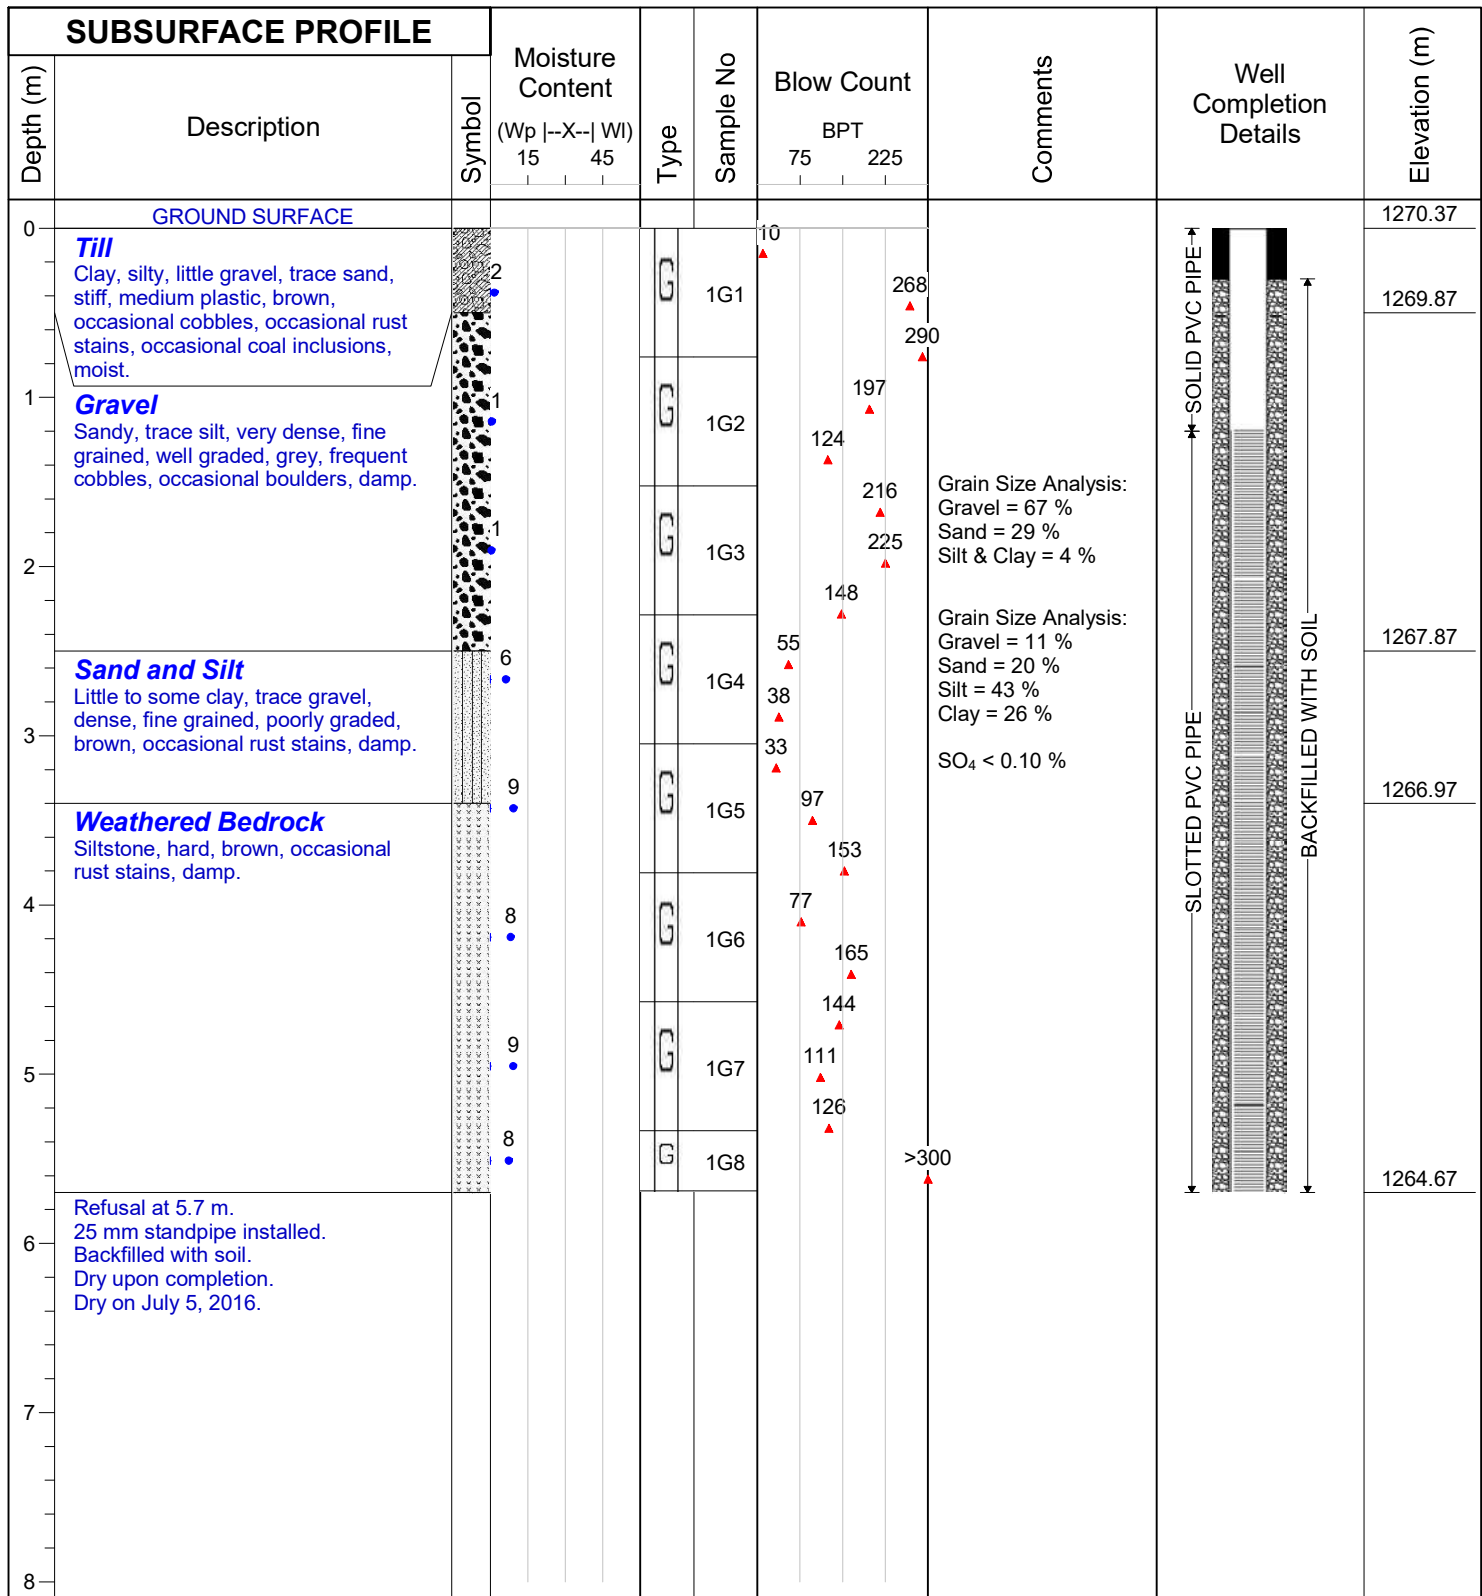 SUBSURFACE PROFILE
Depth (m)
Description
Symbol
Moisture
Content
(Wp |--X--| Wl)
15 45
Type
Sample No
Blow Count
BPT
75 225
Comments
Well
Completion
Details
Elevation (m)
0
1
2
3
4
5
6
7
8
GROUND SURFACE
Till
Clay, silty, little gravel, trace sand,
stiff, medium plastic, brown,
occasional cobbles, occasional rust
stains, occasional coal inclusions,
moist.
Gravel
Sandy, trace silt, very dense, fine
grained, well graded, grey, frequent
cobbles, occasional boulders, damp.
Sand and Silt
Little to some clay, trace gravel,
dense, fine grained, poorly graded,
brown, occasional rust stains, damp.
Weathered Bedrock
Siltstone, hard, brown, occasional
rust stains, damp.
Refusal at 5.7 m.
25 mm standpipe installed.
Backfilled with soil.
Dry upon completion.
Dry on July 5, 2016.
2
1
1
6
9
8
9
8
G 1G1
G 1G2
G 1G3
G 1G4
G 1G5
G 1G6
G 1G7
G 1G8
10
268
290
197
124
216
225
148
55
38
33
97
153
77
165
144
111
126
>300
Grain Size Analysis:
Gravel = 67 %
Sand = 29 %
Silt & Clay = 4 %
Grain Size Analysis:
Gravel = 11 %
Sand = 20 %
Silt = 43 %
Clay = 26 %
SO₄ < 0.10 %
SOLID PVC PIPE
SLOTTED PVC PIPE
BACKFILLED WITH SOIL
1270.37
1269.87
1267.87
1266.97
1264.67